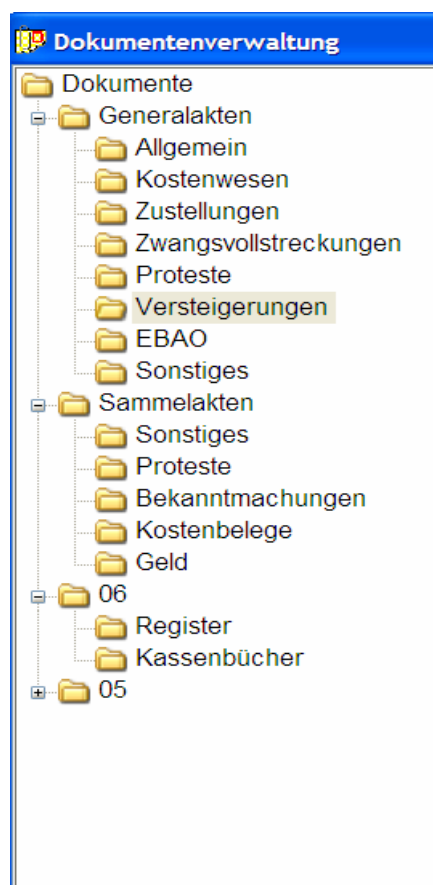 Dokumentenverwaltung
Dokumente
Generalakten
Allgemein
Kostenwesen
Zustellungen
Zwangsvollstreckungen
Proteste
Versteigerungen
EBAO
Sonstiges
Sammelakten
Sonstiges
Proteste
Bekanntmachungen
Kostenbelege
Geld
06
Register
Kassenbücher
05